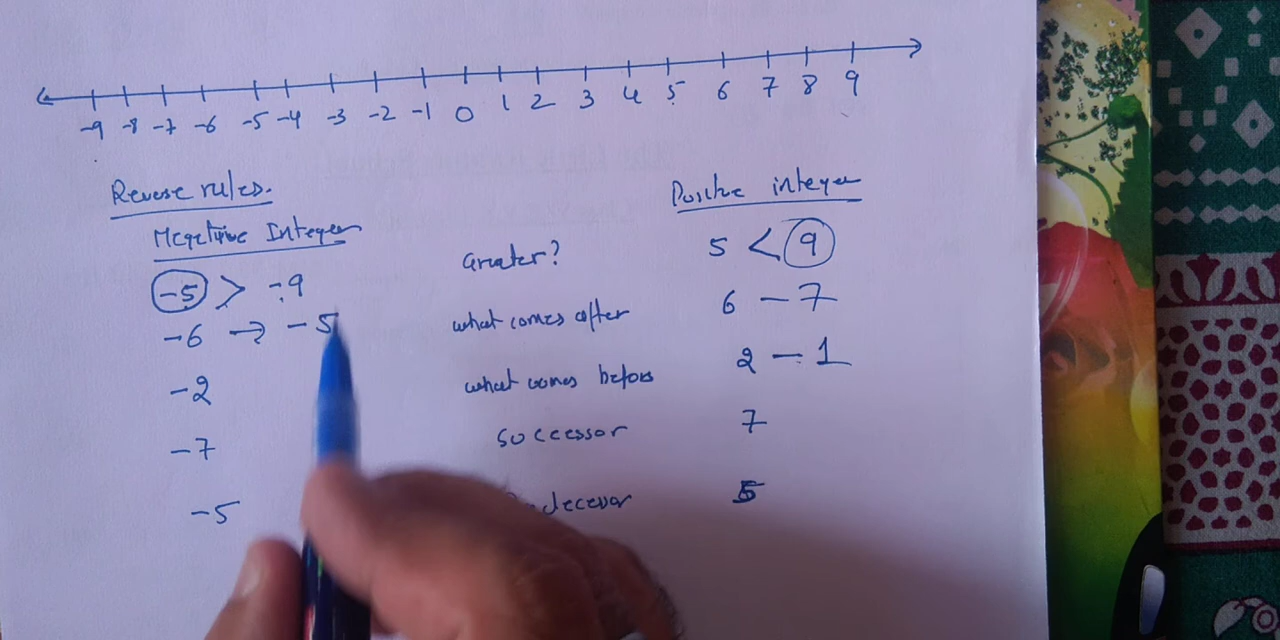 -9 -8 -7 -6 -5 -4 -3 -2 -1 0 1 2 3 4 5 6 7 8 9
Reverse rules.
Negative Integer
Positive integer
-5 > -9
Greater?
5 < 9
-6 → -5
what comes after
6 - 7
-2
what comes before
2 - 1
-7
successor
7
-5
5